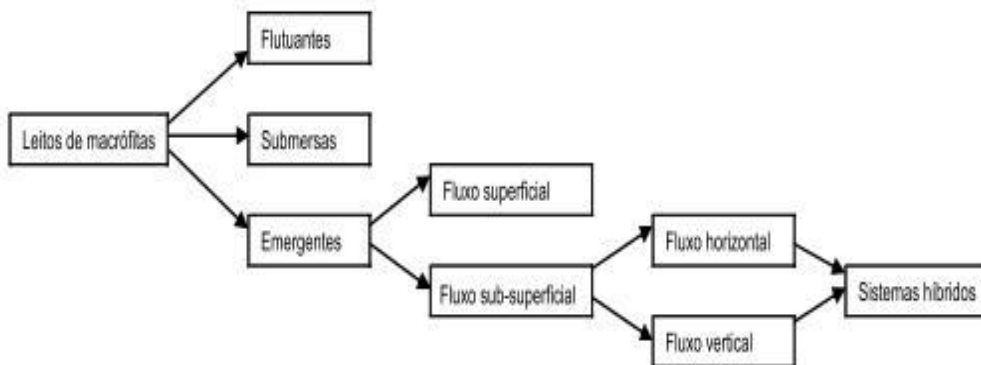 Flutuantes
Leitos de macrófitas
Submersas
Fluxo superficial
Emergentes
Fluxo horizontal
Fluxo sub-superficial
Sistemas híbridos
Fluxo vertical